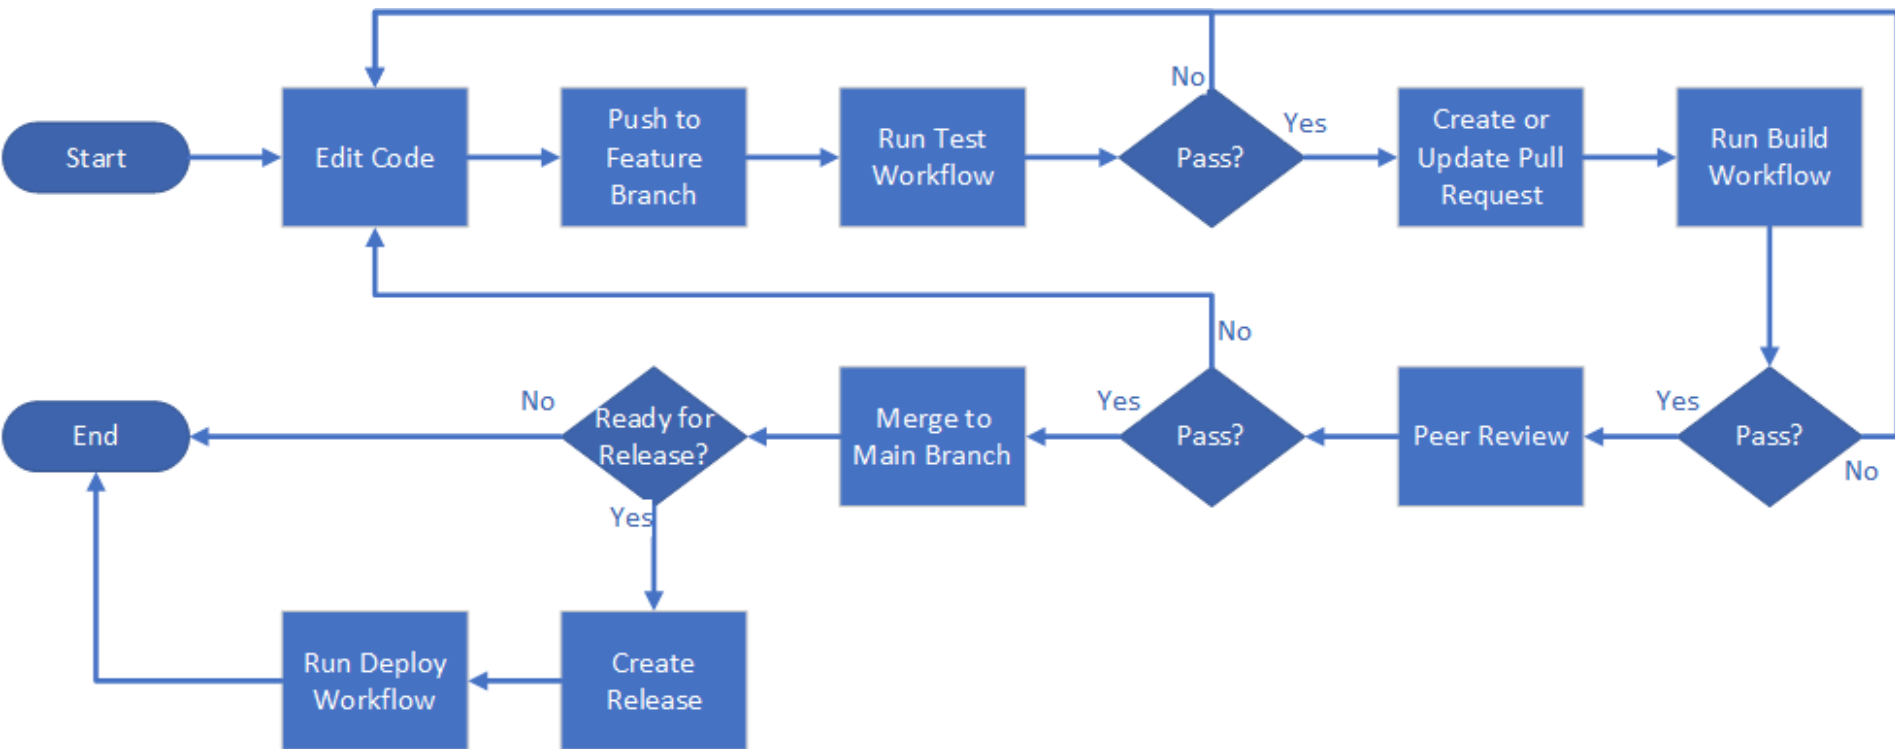 No
Start
Edit Code
Push to
Feature
Branch
Run Test
Workflow
Pass?
Yes
Create or
Update Pull
Request
Run Build
Workflow
No
End
No
Ready for
Release?
Yes
Merge to
Main Branch
Yes
Pass?
Peer Review
Yes
Pass?
No
Run Deploy
Workflow
Create
Release